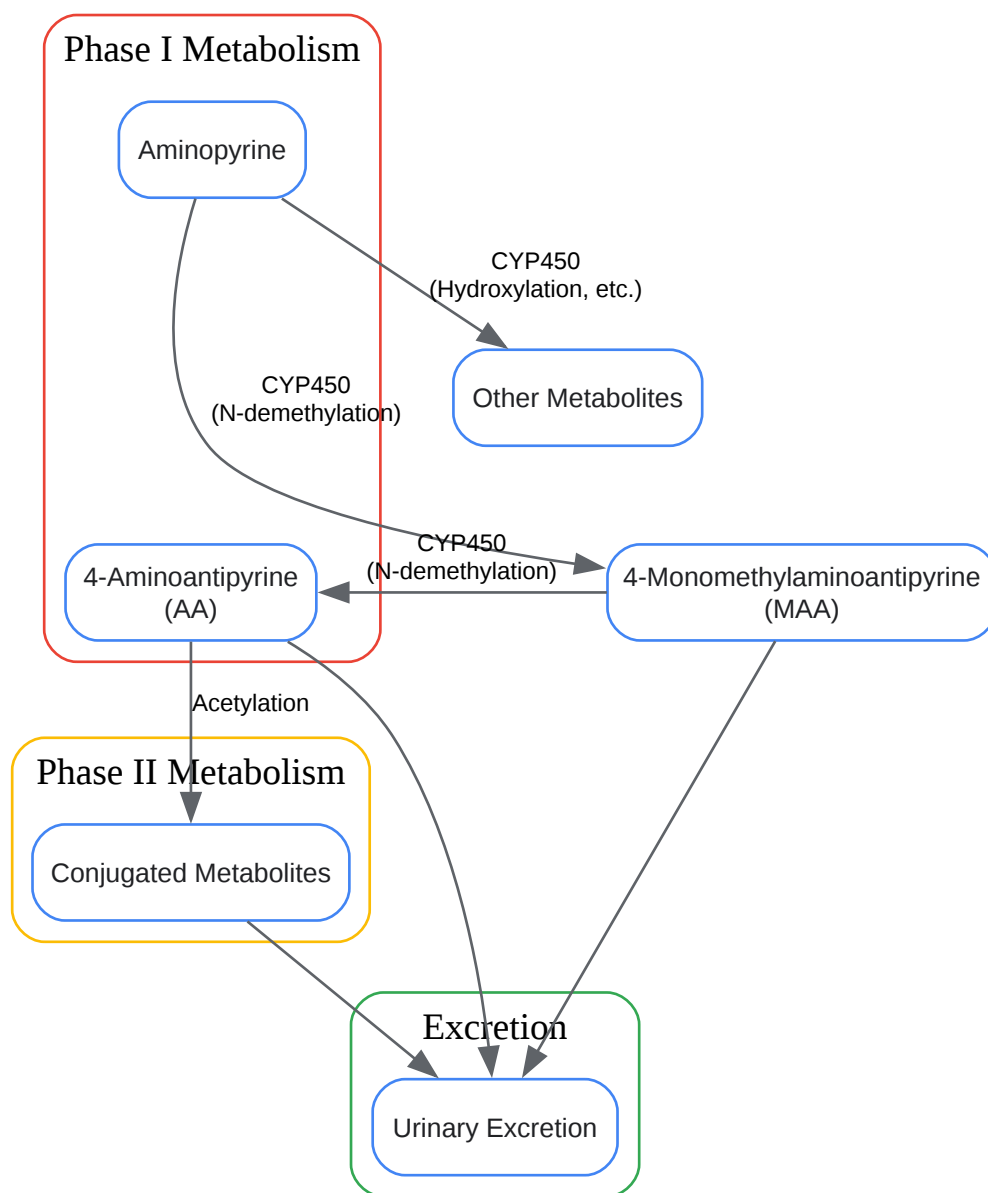 Phase I Metabolism
Aminopyrine
CYP450
(Hydroxylation, etc.)
CYP450
(N-demethylation)
Other Metabolites
CYP450
(N-demethylation)
4-Aminoantipyrine
(AA)
4-Monomethylaminoantipyrine
(MAA)
Acetylation
Phase II Metabolism
Conjugated Metabolites
Excretion
Urinary Excretion